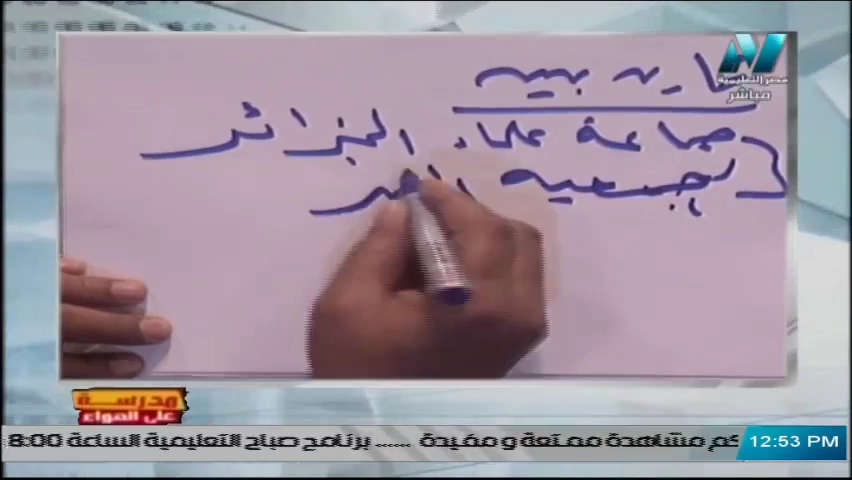 مصر التعليمية
مباشر
جماعة علماء الجزائر
جمعية
مدرسة
على الهواء
كم مشاهدة ممتعة ومفيدة ...... برنامج صباح التعليمية الساعة 8:00
12:53 PM